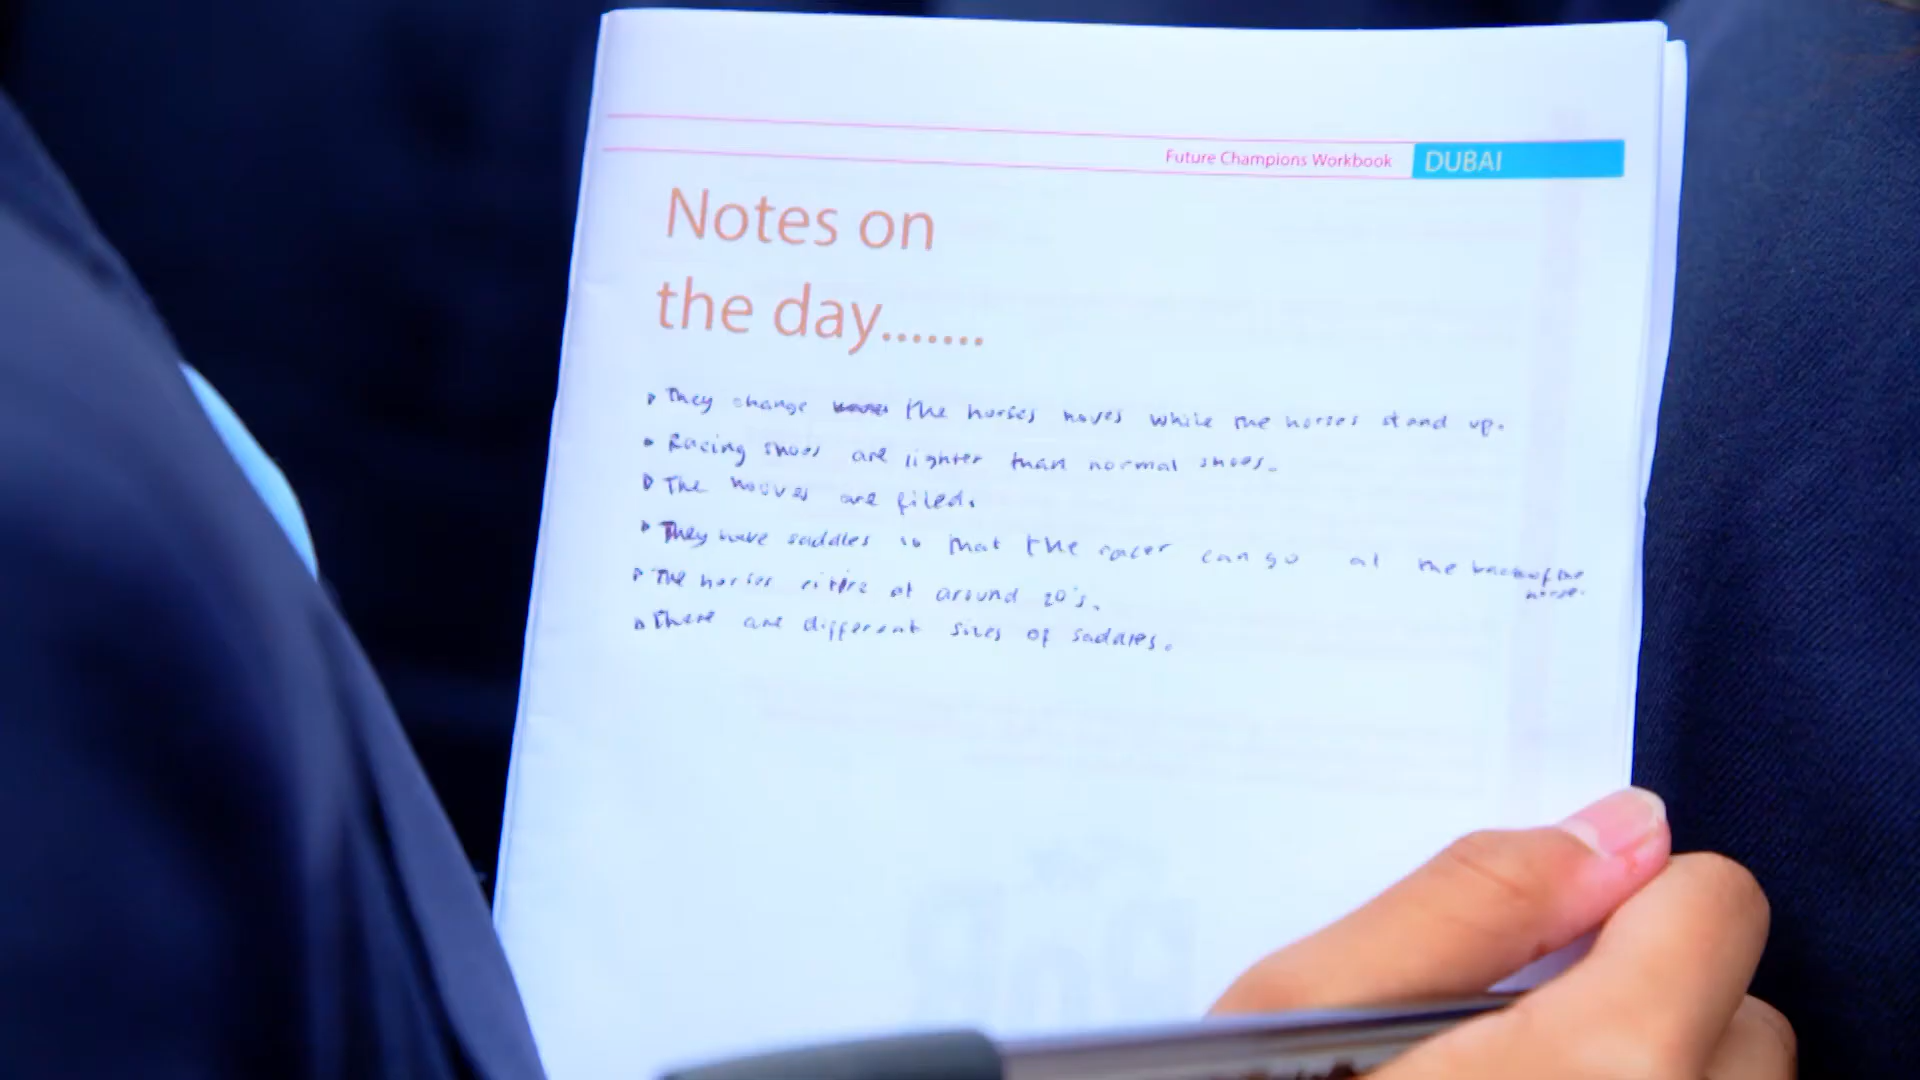 Future Champions Workbook DUBAI
Notes on
the day.......
They change the horses hoves while the horses stand up.
Racing shoes are lighter than normal shoes.
The hooves are filed.
They have saddles so that the racer can go at the back of the
horse.
The horses ritire at around 20's.
There are different sizes of saddles.